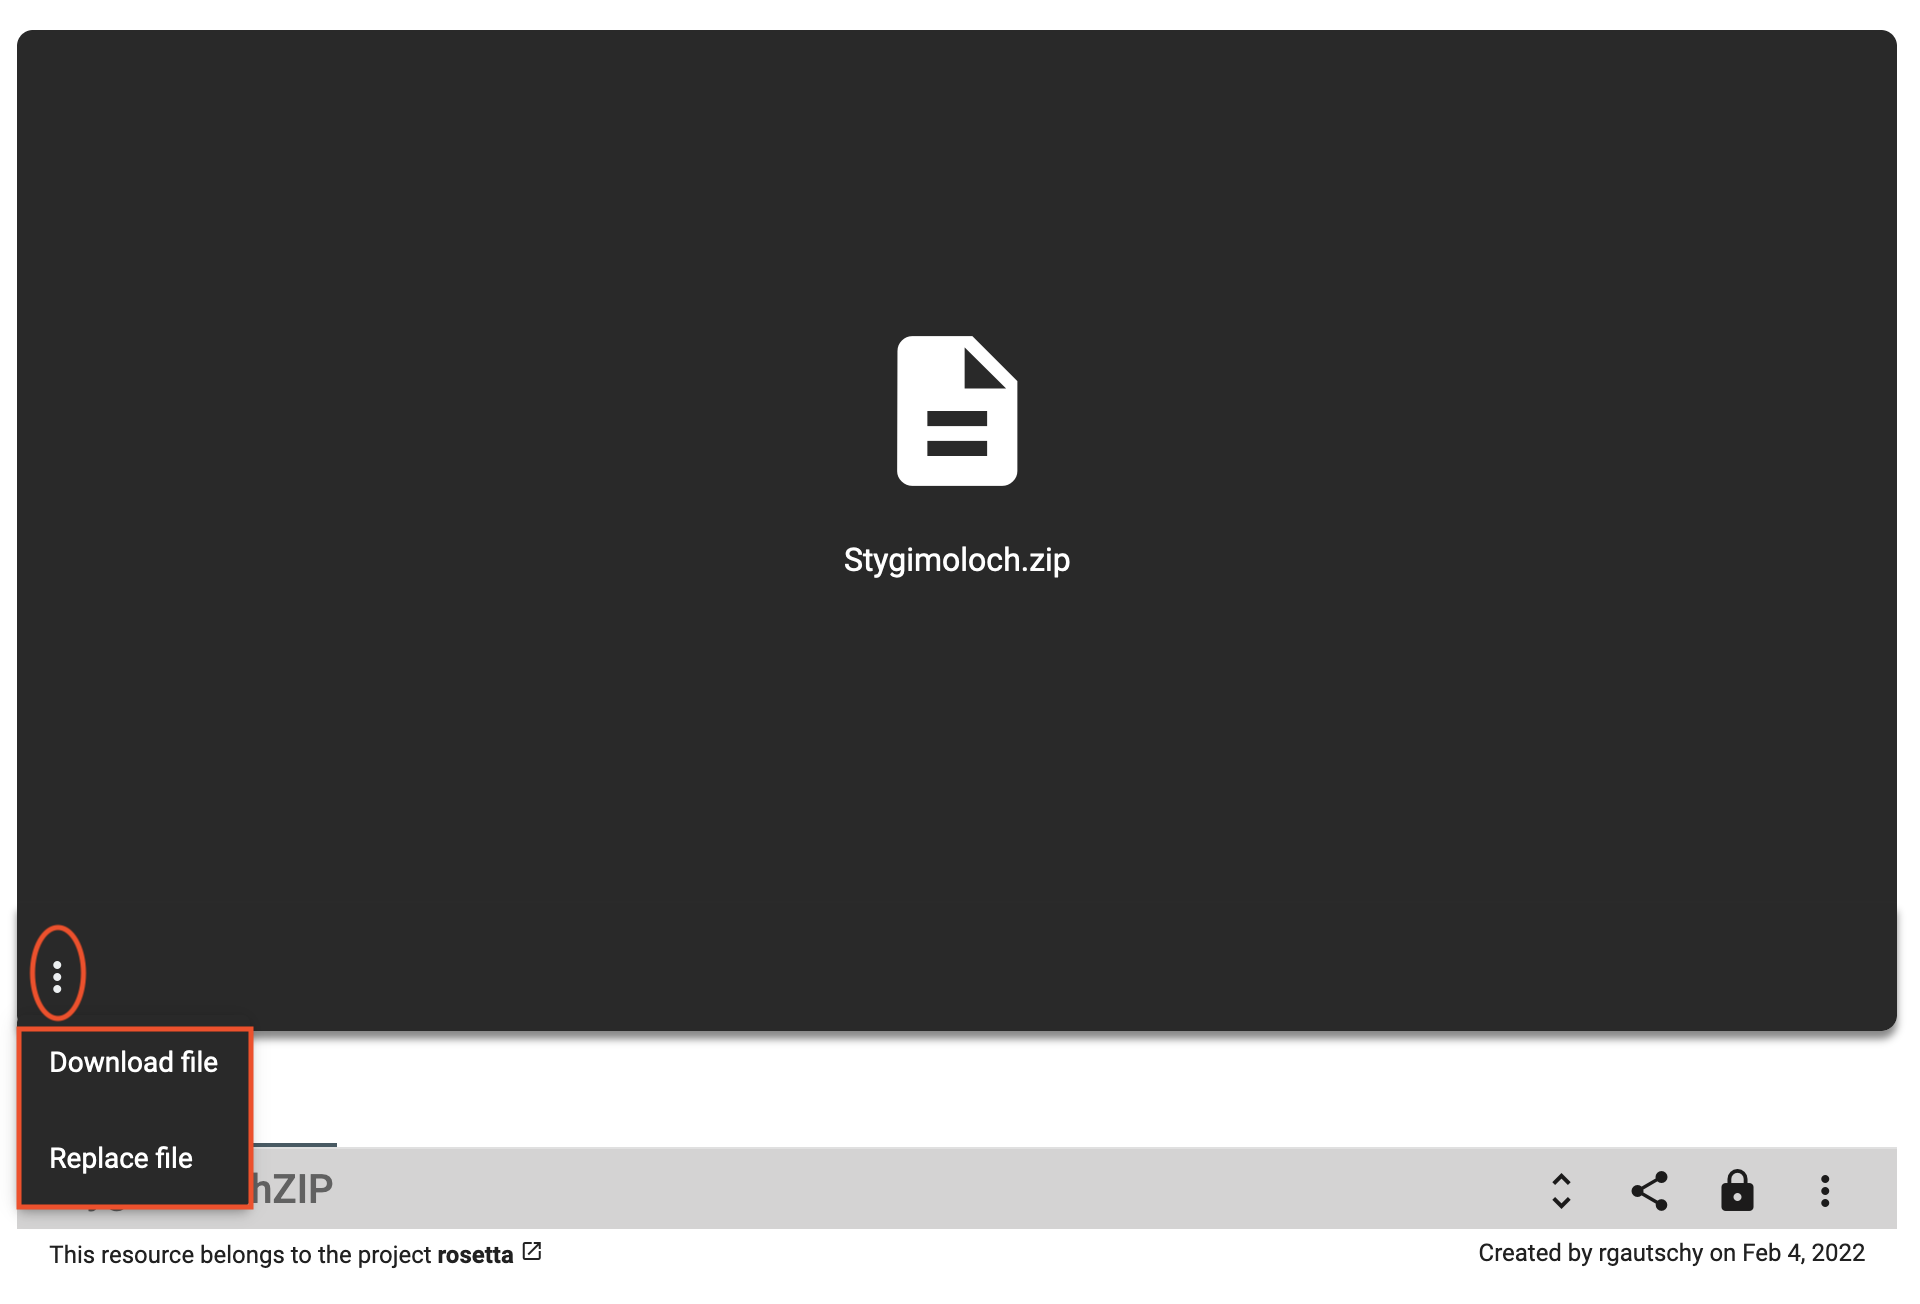 Stygimoloch.zip
Download file
Replace file
hZIP
This resource belongs to the project rosetta
Created by rgautschy on Feb 4, 2022